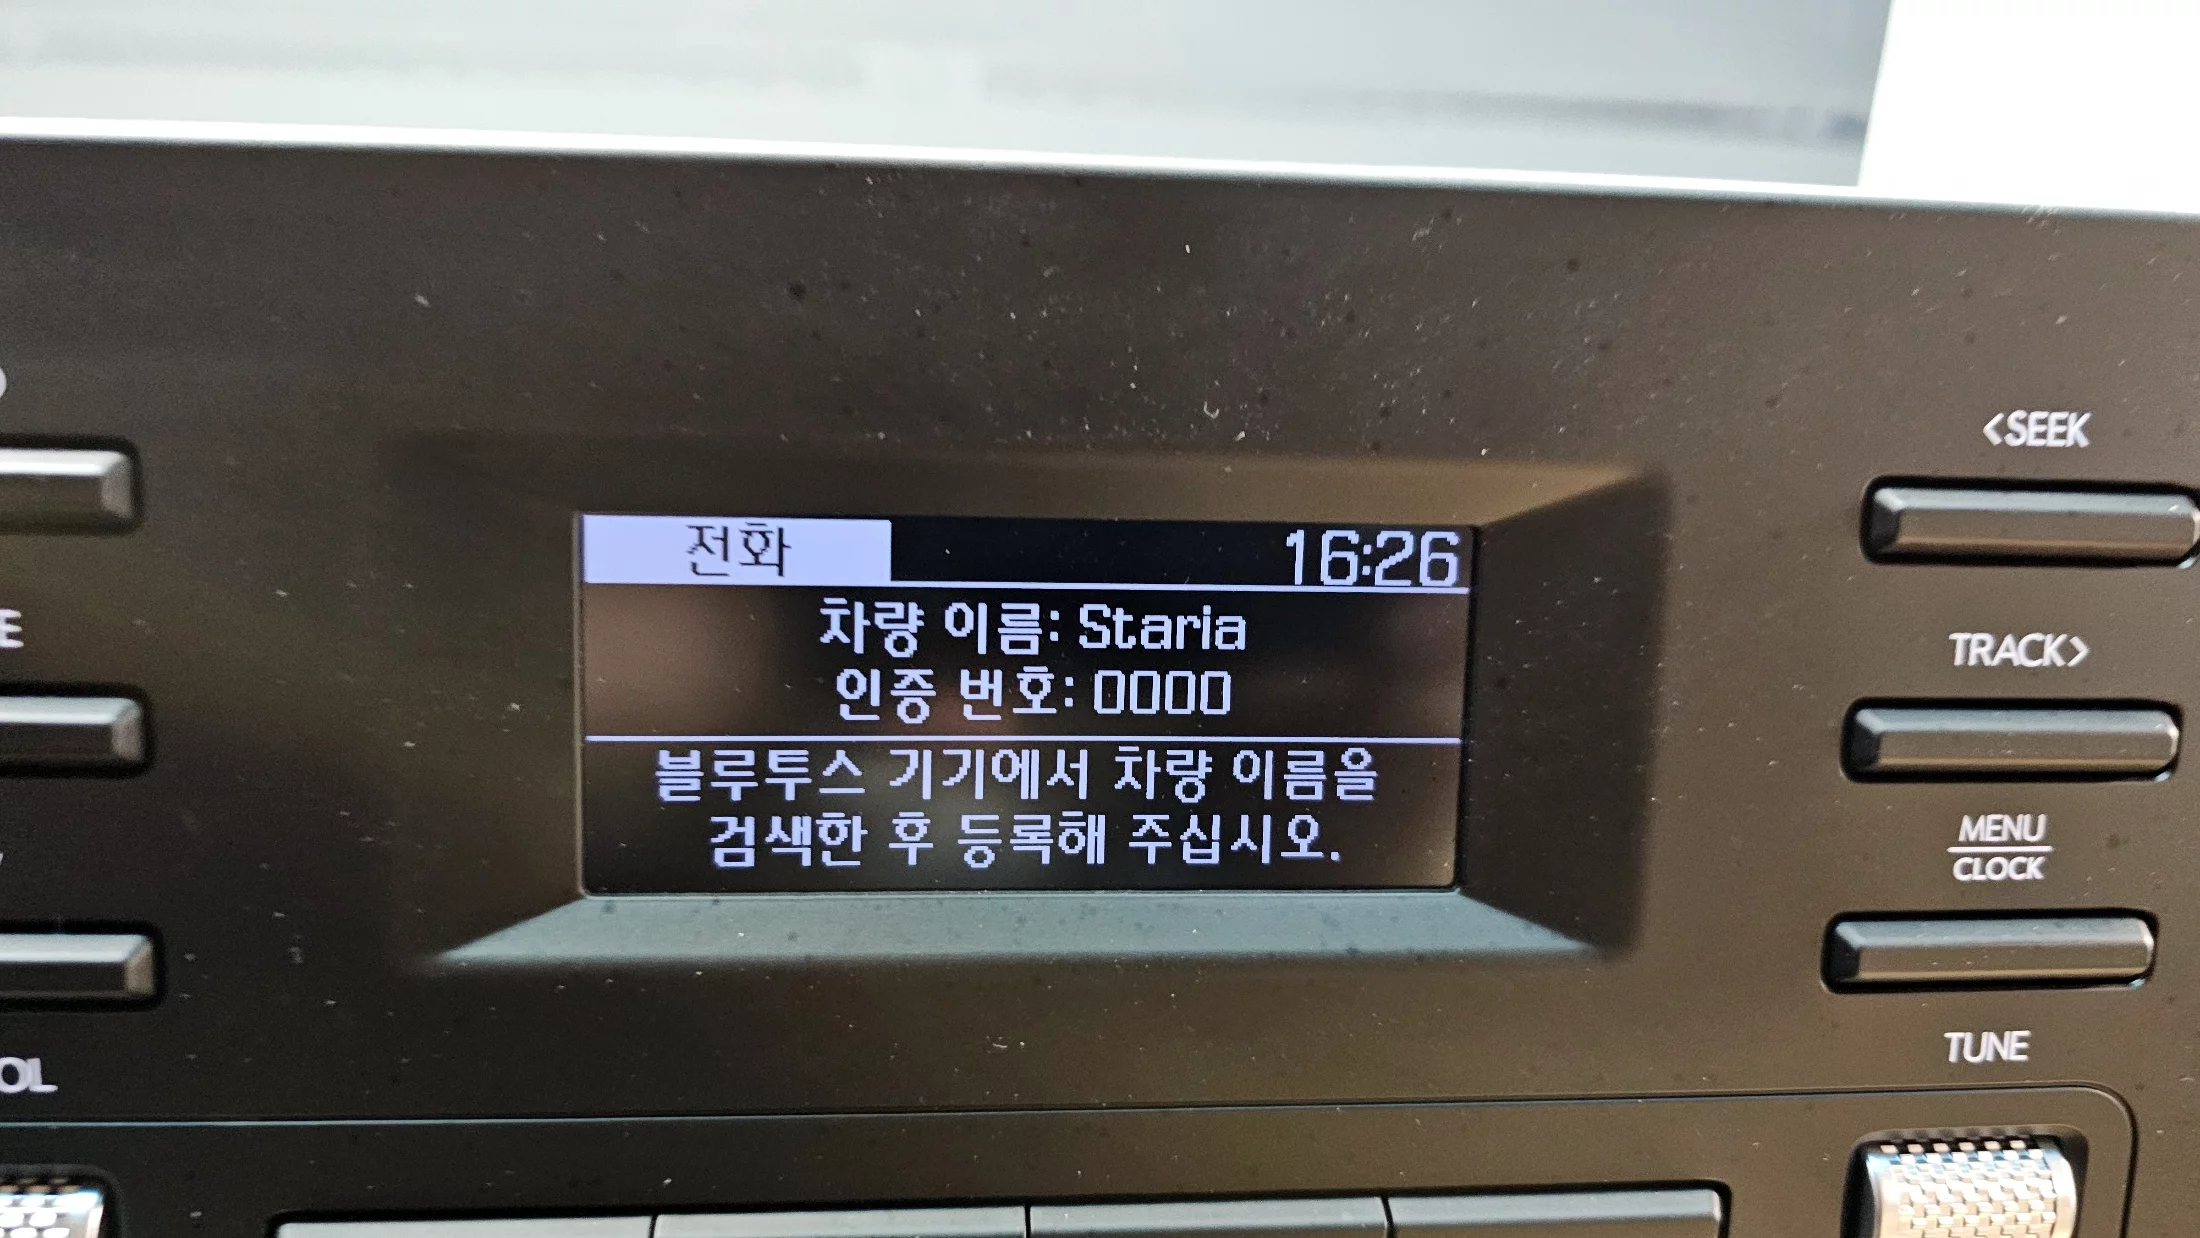 전화
16:26
차량 이름: Staria
인증 번호: 0000
블루투스 기기에서 차량 이름을
검색한 후 등록해 주십시오.
<SEEK
TRACK>
MENU
CLOCK
TUNE